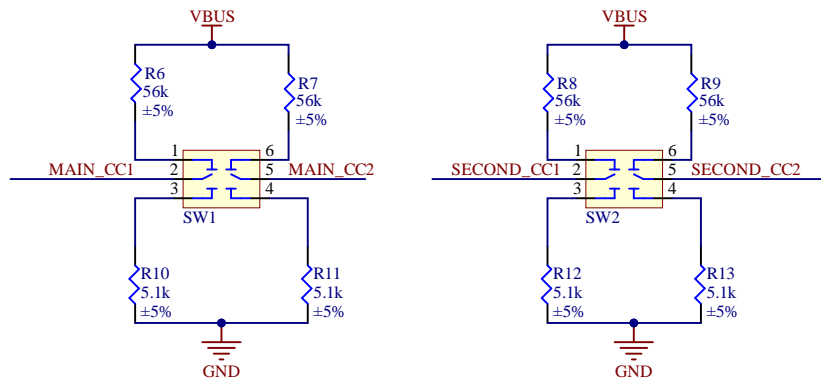 VBUS
R6
56k
±5%
R7
56k
±5%
1
2
3
6
5
4
MAIN_CC1
MAIN_CC2
SW1
R10
5.1k
±5%
R11
5.1k
±5%
GND
VBUS
R8
56k
±5%
R9
56k
±5%
1
2
3
6
5
4
SECOND_CC1
SECOND_CC2
SW2
R12
5.1k
±5%
R13
5.1k
±5%
GND